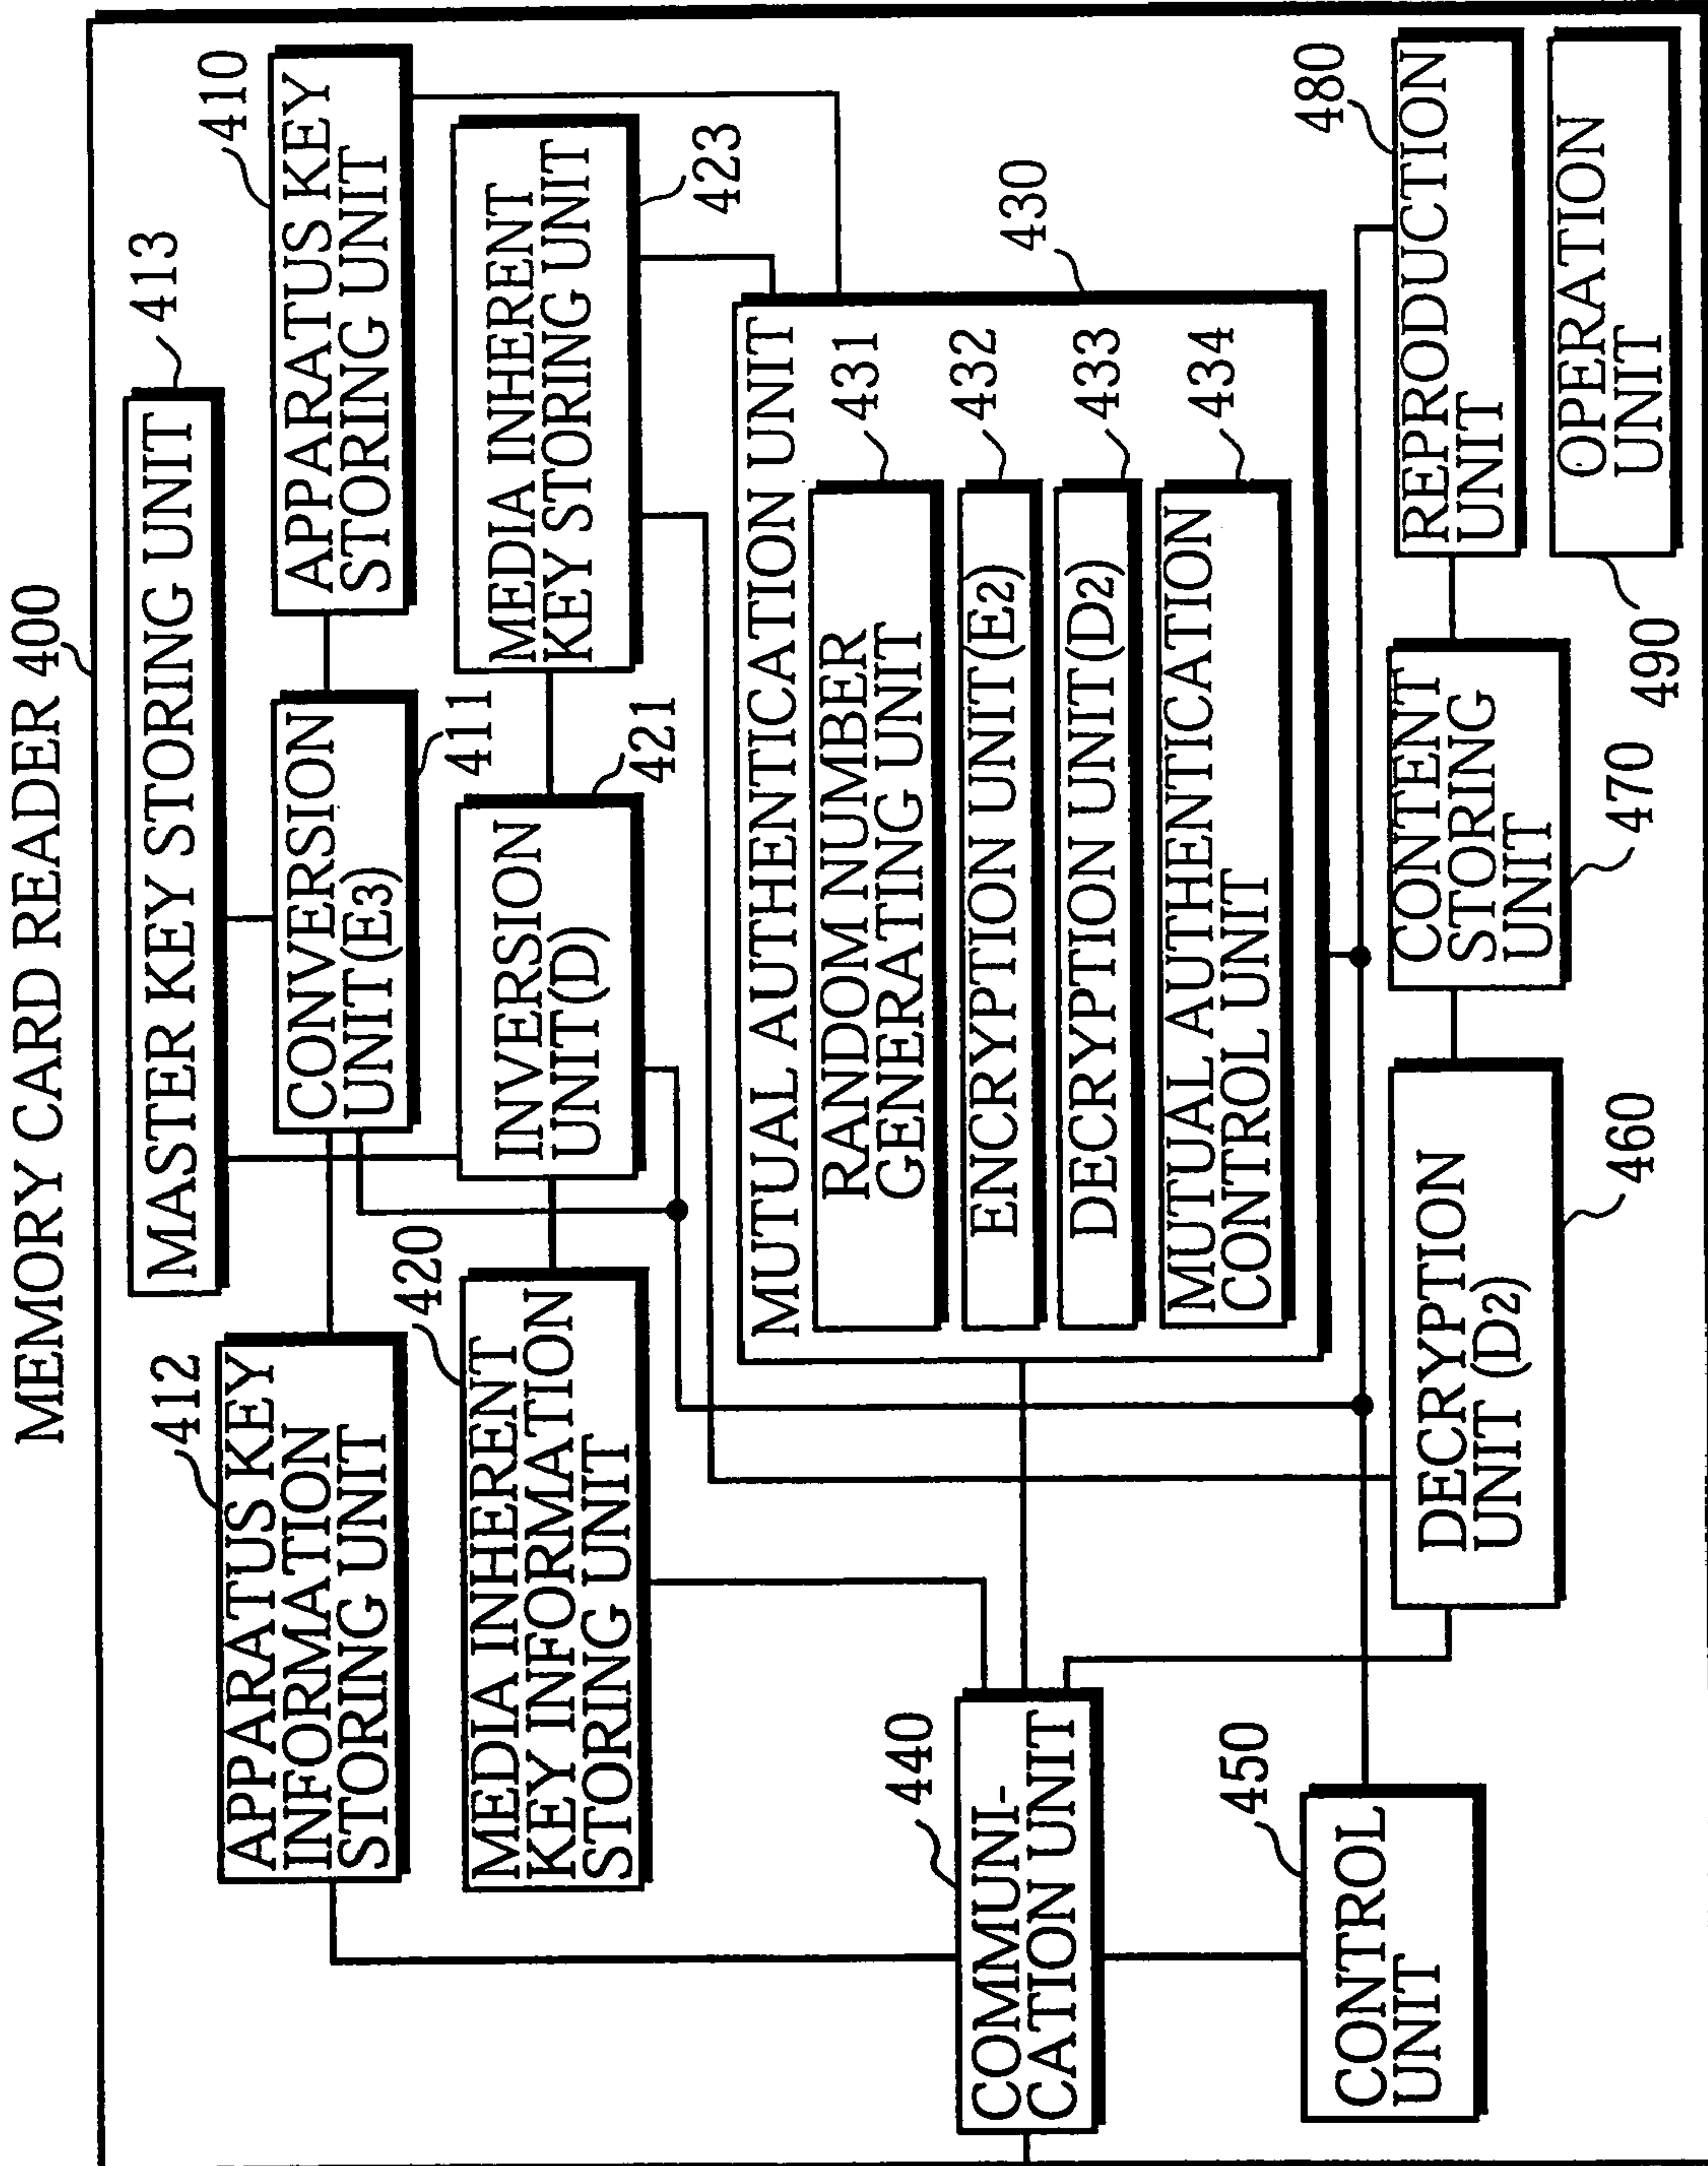 MEMORY CARD READER 400
413
MASTER KEY STORING UNIT
412
APPARATUS KEY
INFORMATION
STORING UNIT
CONVERSION
UNIT(E3)
411
410
APPARATUS KEY
STORING UNIT
420
MEDIA INHERENT
KEY INFORMATION
STORING UNIT
INVERSION
UNIT(D)
421
MEDIA INHERENT
KEY STORING UNIT
423
430
MUTUAL AUTHENTICATION UNIT
RANDOM NUMBER
GENERATING UNIT
431
ENCRYPTION UNIT(E2)
432
DECRYPTION UNIT(D2)
433
MUTUAL AUTHENTICATION
CONTROL UNIT
434
440
COMMUNI-
CATION UNIT
450
CONTROL
UNIT
DECRYPTION
UNIT (D2)
460
CONTENT
STORING
UNIT
470
480
REPRODUCTION
UNIT
OPERATION
UNIT
490